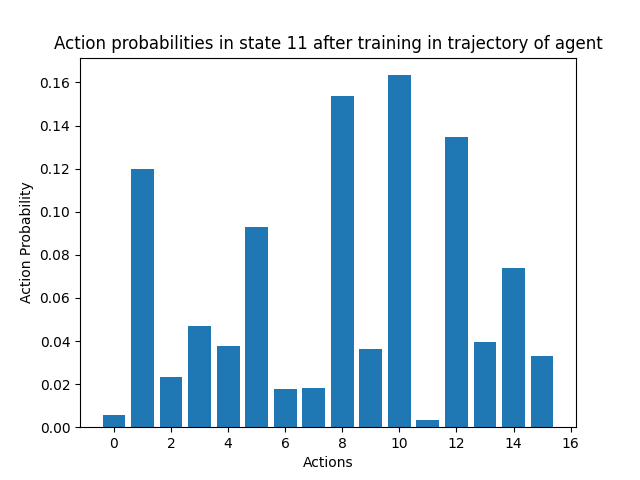 Action probabilities in state 11 after training in trajectory of agent
0.16
0.14
0.12
0.10
0.08
0.06
0.04
0.02
0.00
Action Probability
0 2 4 6 8 10 12 14 16
Actions